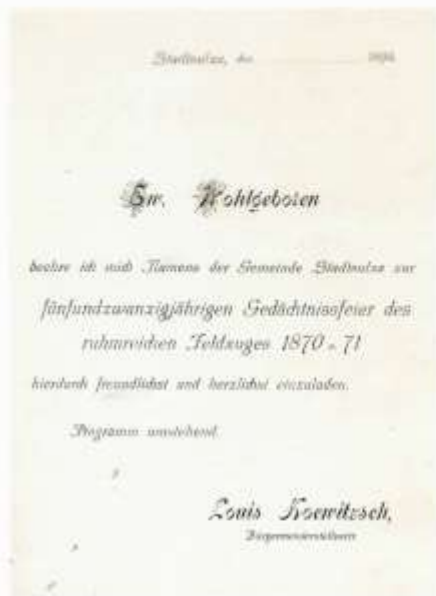 Stadtsulza, den 1895
Ew. Wohlgeboren
beehre ich mich Namens der Gemeinde Stadtsulza zur
fünfundzwanzigjährigen Gedächtnissfeier des
ruhmreichen Feldzuges 1870 u. 71
hierdurch freundlichst und herzlichst einzuladen.
Programm umstehend.
Louis Koewitzsch,